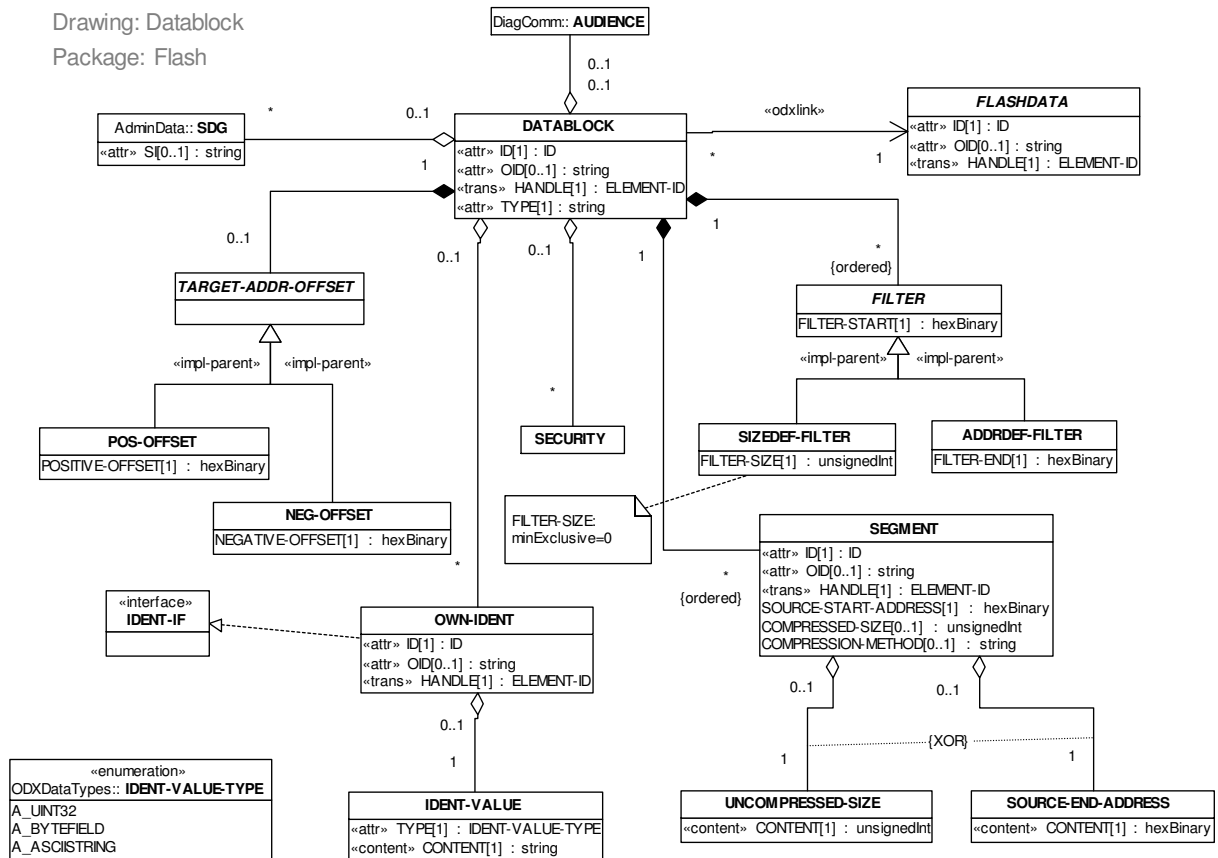 Drawing: Datablock
Package: Flash
DiagComm:: AUDIENCE
0..1
0..1
*
0..1
AdminData:: SDG
«attr» SI[0..1] : string
DATABLOCK
«attr» ID[1] : ID
«attr» OID[0..1] : string
«trans» HANDLE[1] : ELEMENT-ID
«attr» TYPE[1] : string
«odxlink»
*
1
FLASHDATA
«attr» ID[1] : ID
«attr» OID[0..1] : string
«trans» HANDLE[1] : ELEMENT-ID
1
0..1
0..1
0..1
1
1
*
{ordered}
TARGET-ADDR-OFFSET
«impl-parent»
«impl-parent»
FILTER
FILTER-START[1] : hexBinary
«impl-parent»
«impl-parent»
POS-OFFSET
POSITIVE-OFFSET[1] : hexBinary
NEG-OFFSET
NEGATIVE-OFFSET[1] : hexBinary
*
SECURITY
SIZEDEF-FILTER
FILTER-SIZE[1] : unsignedInt
ADDRDEF-FILTER
FILTER-END[1] : hexBinary
FILTER-SIZE:
minExclusive=0
*
*
{ordered}
SEGMENT
«attr» ID[1] : ID
«attr» OID[0..1] : string
«trans» HANDLE[1] : ELEMENT-ID
SOURCE-START-ADDRESS[1] : hexBinary
COMPRESSED-SIZE[0..1] : unsignedInt
COMPRESSION-METHOD[0..1] : string
«interface»
IDENT-IF
OWN-IDENT
«attr» ID[1] : ID
«attr» OID[0..1] : string
«trans» HANDLE[1] : ELEMENT-ID
0..1
1
0..1
0..1
{XOR}
1
1
«enumeration»
ODXDataTypes:: IDENT-VALUE-TYPE
A_UINT32
A_BYTEFIELD
A_ASCIISTRING
IDENT-VALUE
«attr» TYPE[1] : IDENT-VALUE-TYPE
«content» CONTENT[1] : string
UNCOMPRESSED-SIZE
«content» CONTENT[1] : unsignedInt
SOURCE-END-ADDRESS
«content» CONTENT[1] : hexBinary